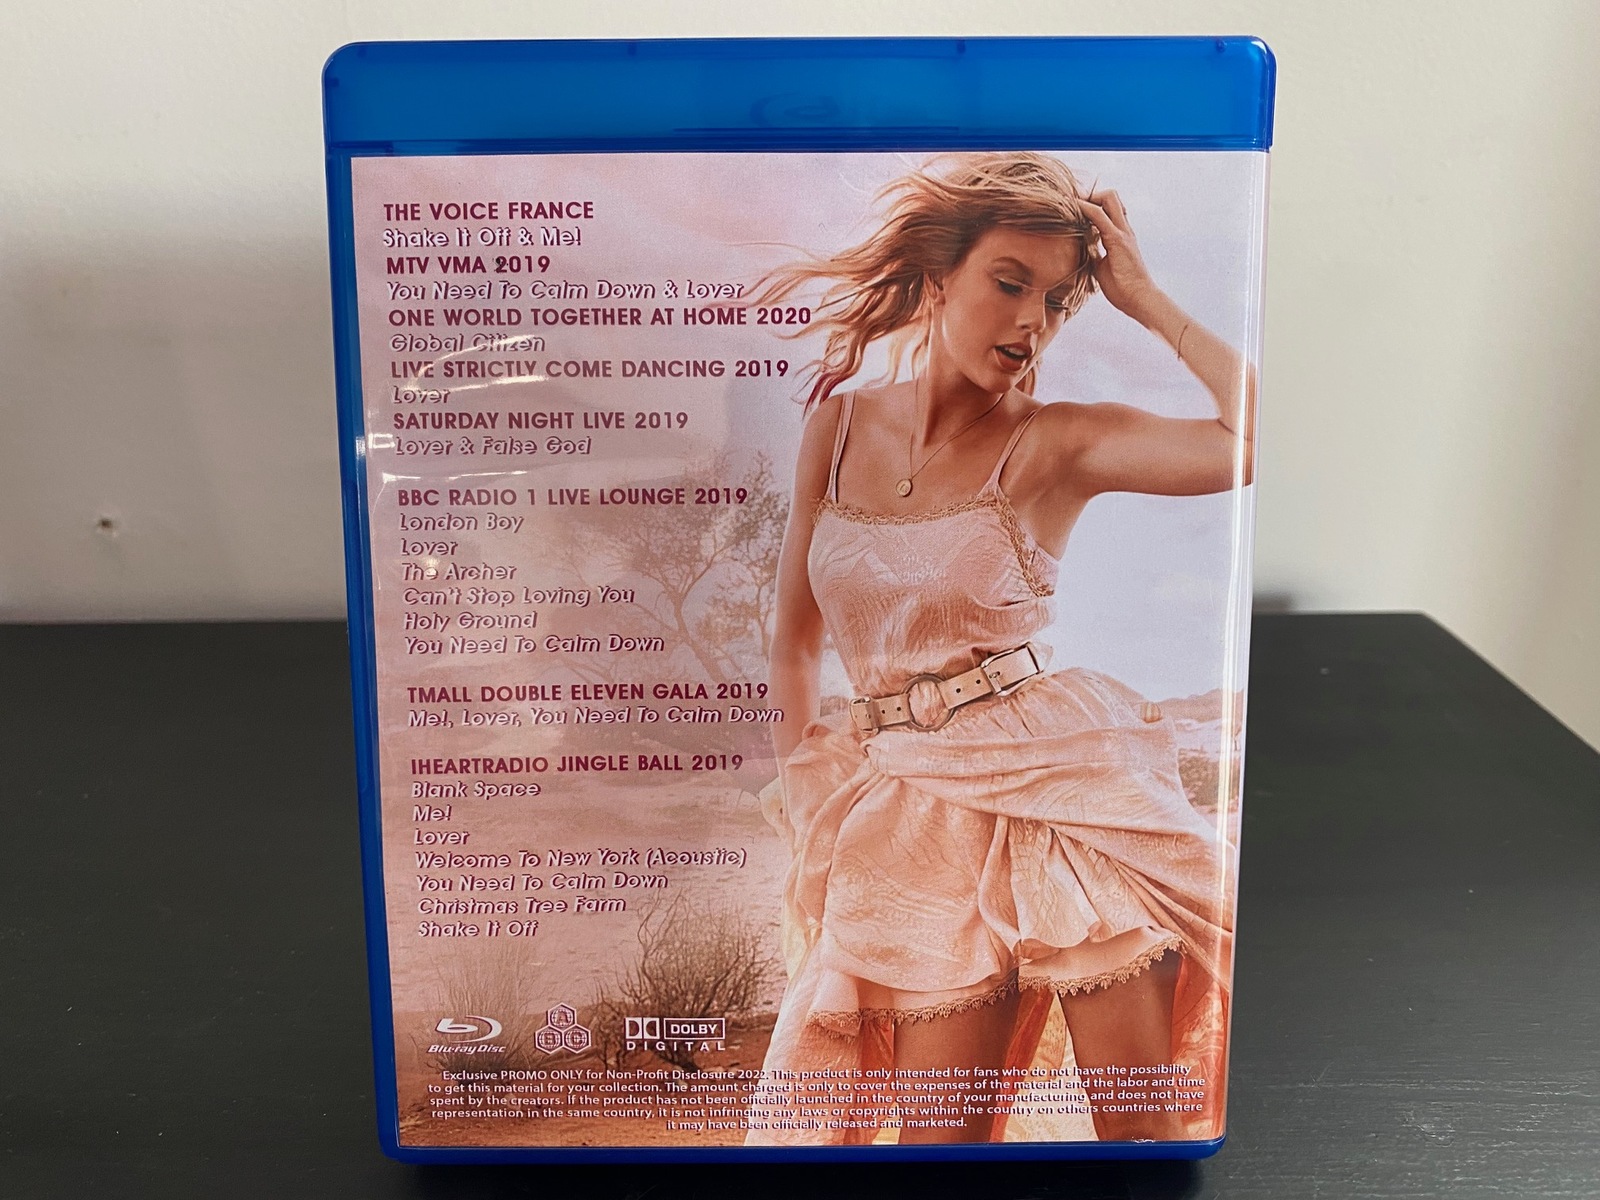 THE VOICE FRANCE
Shake It Off & Me!
MTV VMA 2019
You Need To Calm Down & Lover
ONE WORLD TOGETHER AT HOME 2020
Global Citizen
LIVE STRICTLY COME DANCING 2019
Lover
SATURDAY NIGHT LIVE 2019
Lover & False God
BBC RADIO 1 LIVE LOUNGE 2019
London Boy
Lover
The Archer
Can't Stop Loving You
Holy Ground
You Need To Calm Down
TMALL DOUBLE ELEVEN GALA 2019
Me!, Lover, You Need To Calm Down
IHEARTRADIO JINGLE BALL 2019
Blank Space
Me!
Lover
Welcome To New York (Acoustic)
You Need To Calm Down
Christmas Tree Farm
Shake It Off
Blu-ray Disc
A B C
DOLBY
DIGITAL
Exclusive PROMO ONLY for Non-Profit Disclosure 2022. This product is only intended for fans who do not have the possibility
to get this material for your collection. The amount charged is only to cover the expenses of the material and the labor and time
spent by the creators. If the product has not been officially launched in the country of your manufacturing and does not have
representation in the same country, it is not infringing any laws or copyrights within the country on others countries where
it may have been officially released and marketed.